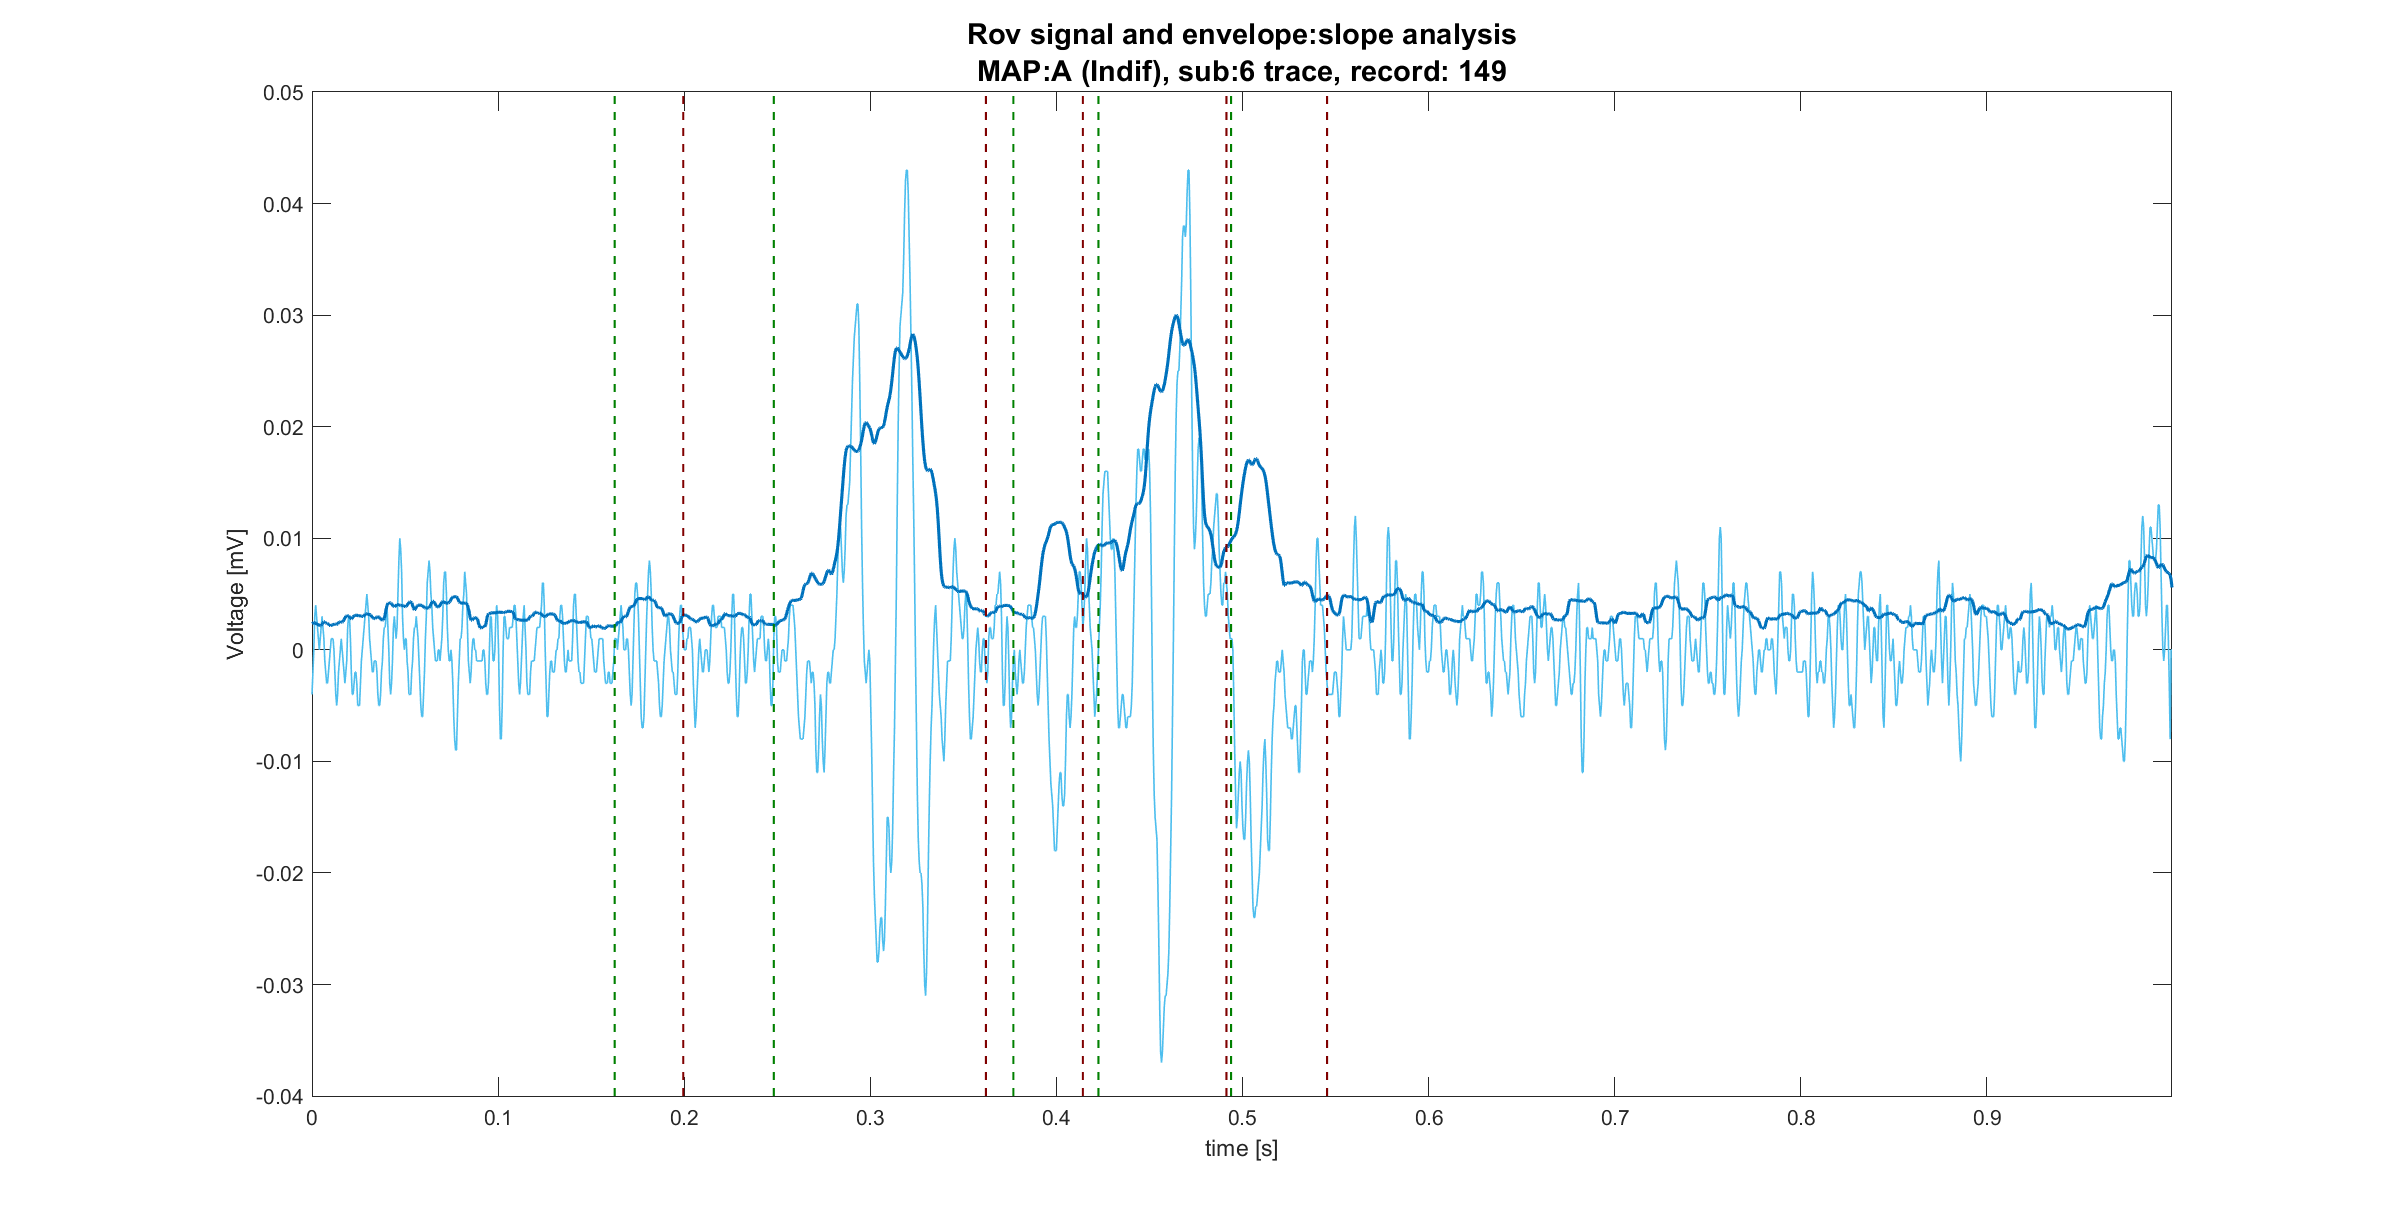 Rov signal and envelope:slope analysis
MAP:A (Indif), sub:6 trace, record: 149
0.05
0.04
0.03
0.02
0.01
0
-0.01
-0.02
-0.03
-0.04
Voltage [mV]
0 0.1 0.2 0.3 0.4 0.5 0.6 0.7 0.8 0.9
time [s]